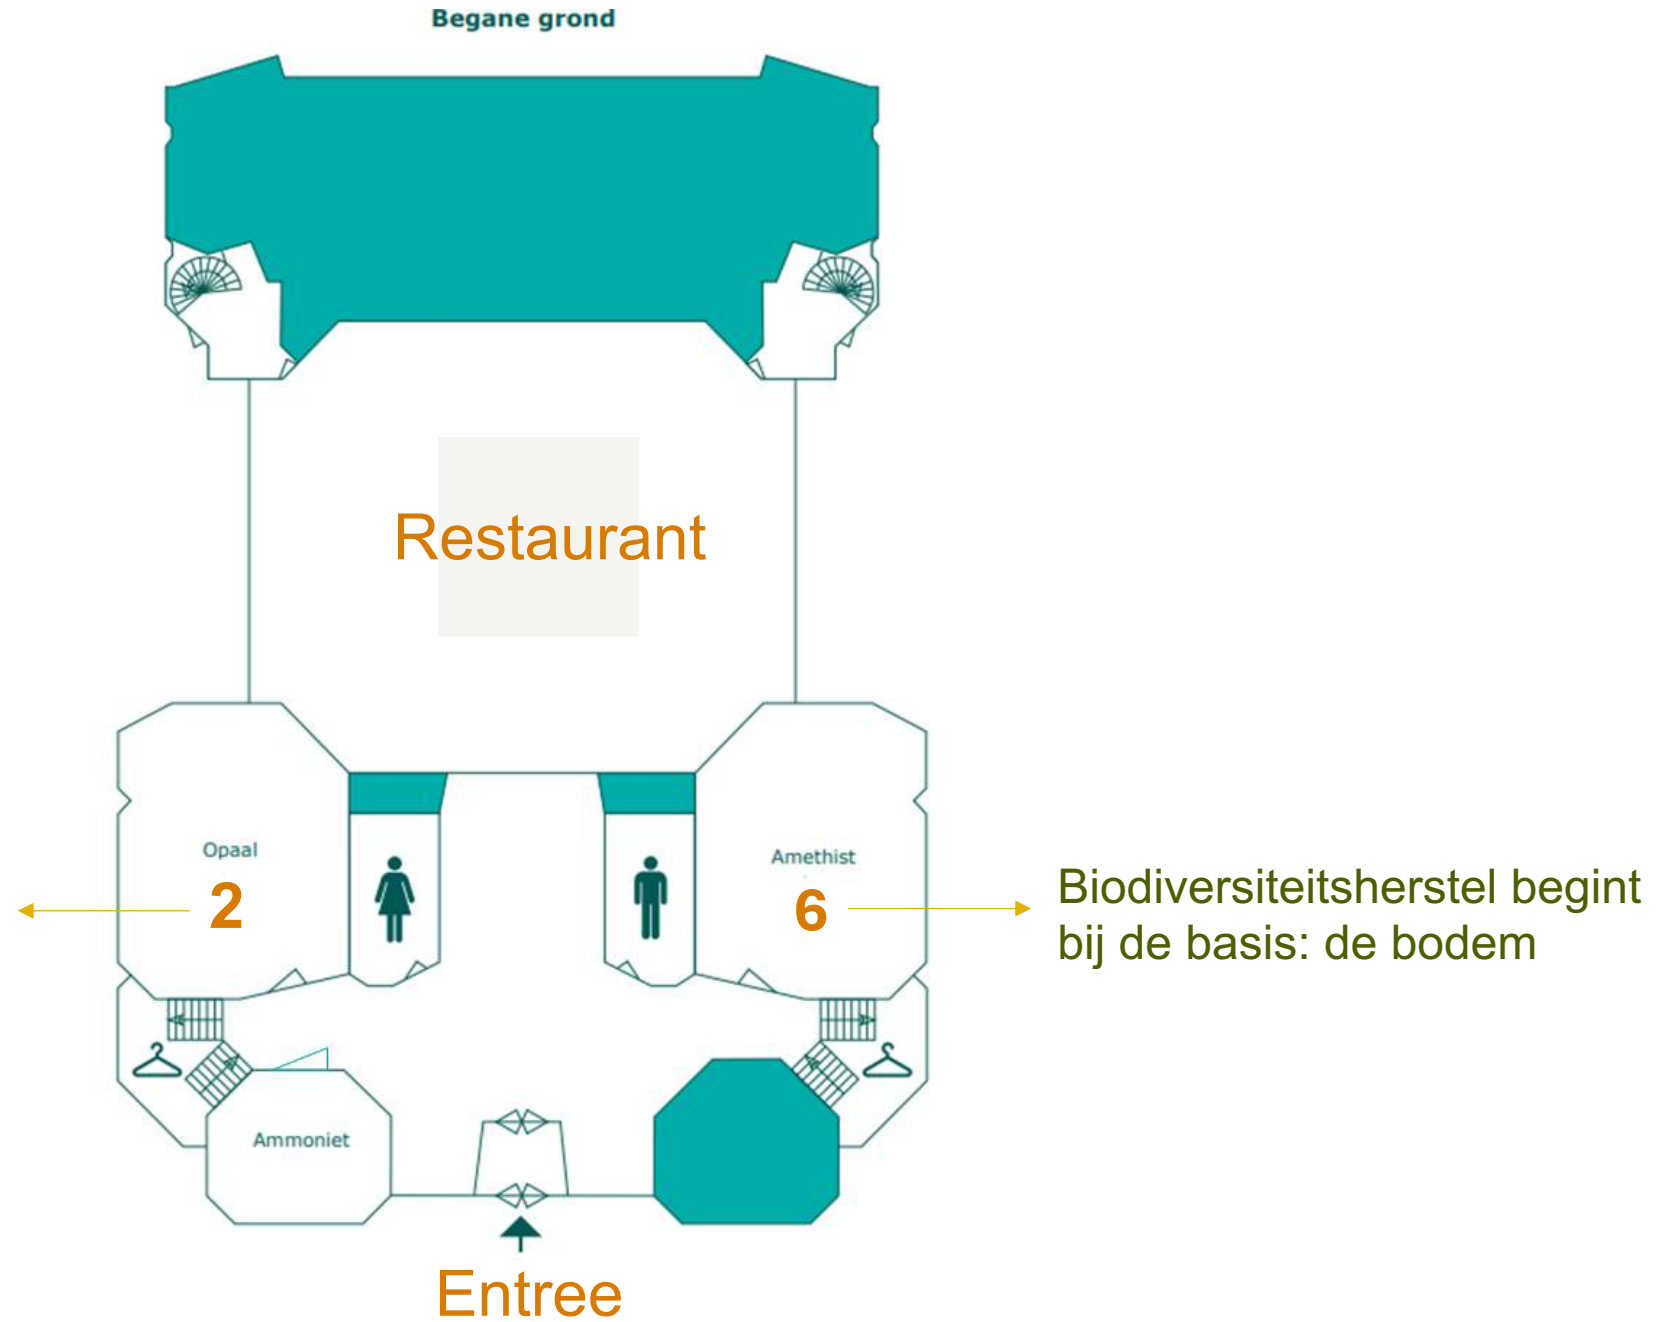 Begane grond
Restaurant
Opaal
2
Amethist
6
Biodiversiteitsherstel begint
bij de basis: de bodem
Ammoniet
Entree